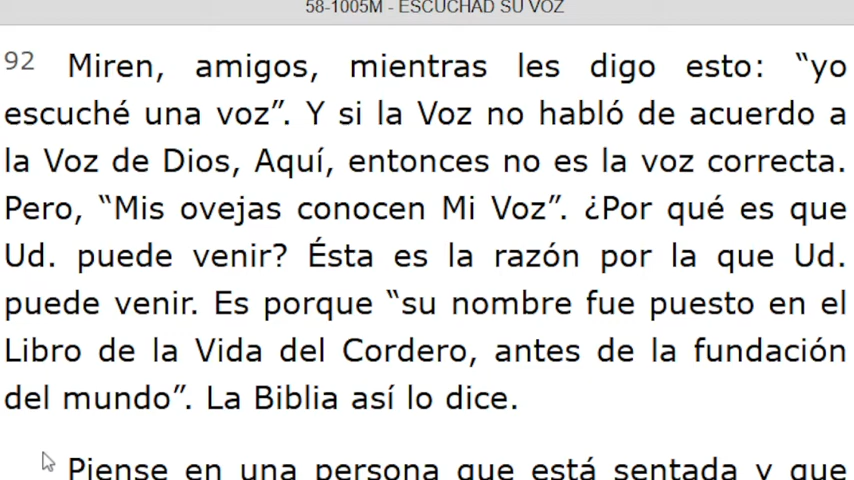 58-1005M - ESCUCHAD SU VOZ
92 Miren, amigos, mientras les digo esto: “yo
escuché una voz”. Y si la Voz no habló de acuerdo a
la Voz de Dios, Aquí, entonces no es la voz correcta.
Pero, “Mis ovejas conocen Mi Voz”. ¿Por qué es que
Ud. puede venir? Ésta es la razón por la que Ud.
puede venir. Es porque “su nombre fue puesto en el
Libro de la Vida del Cordero, antes de la fundación
del mundo”. La Biblia así lo dice.
Piense en una persona que está sentada y que